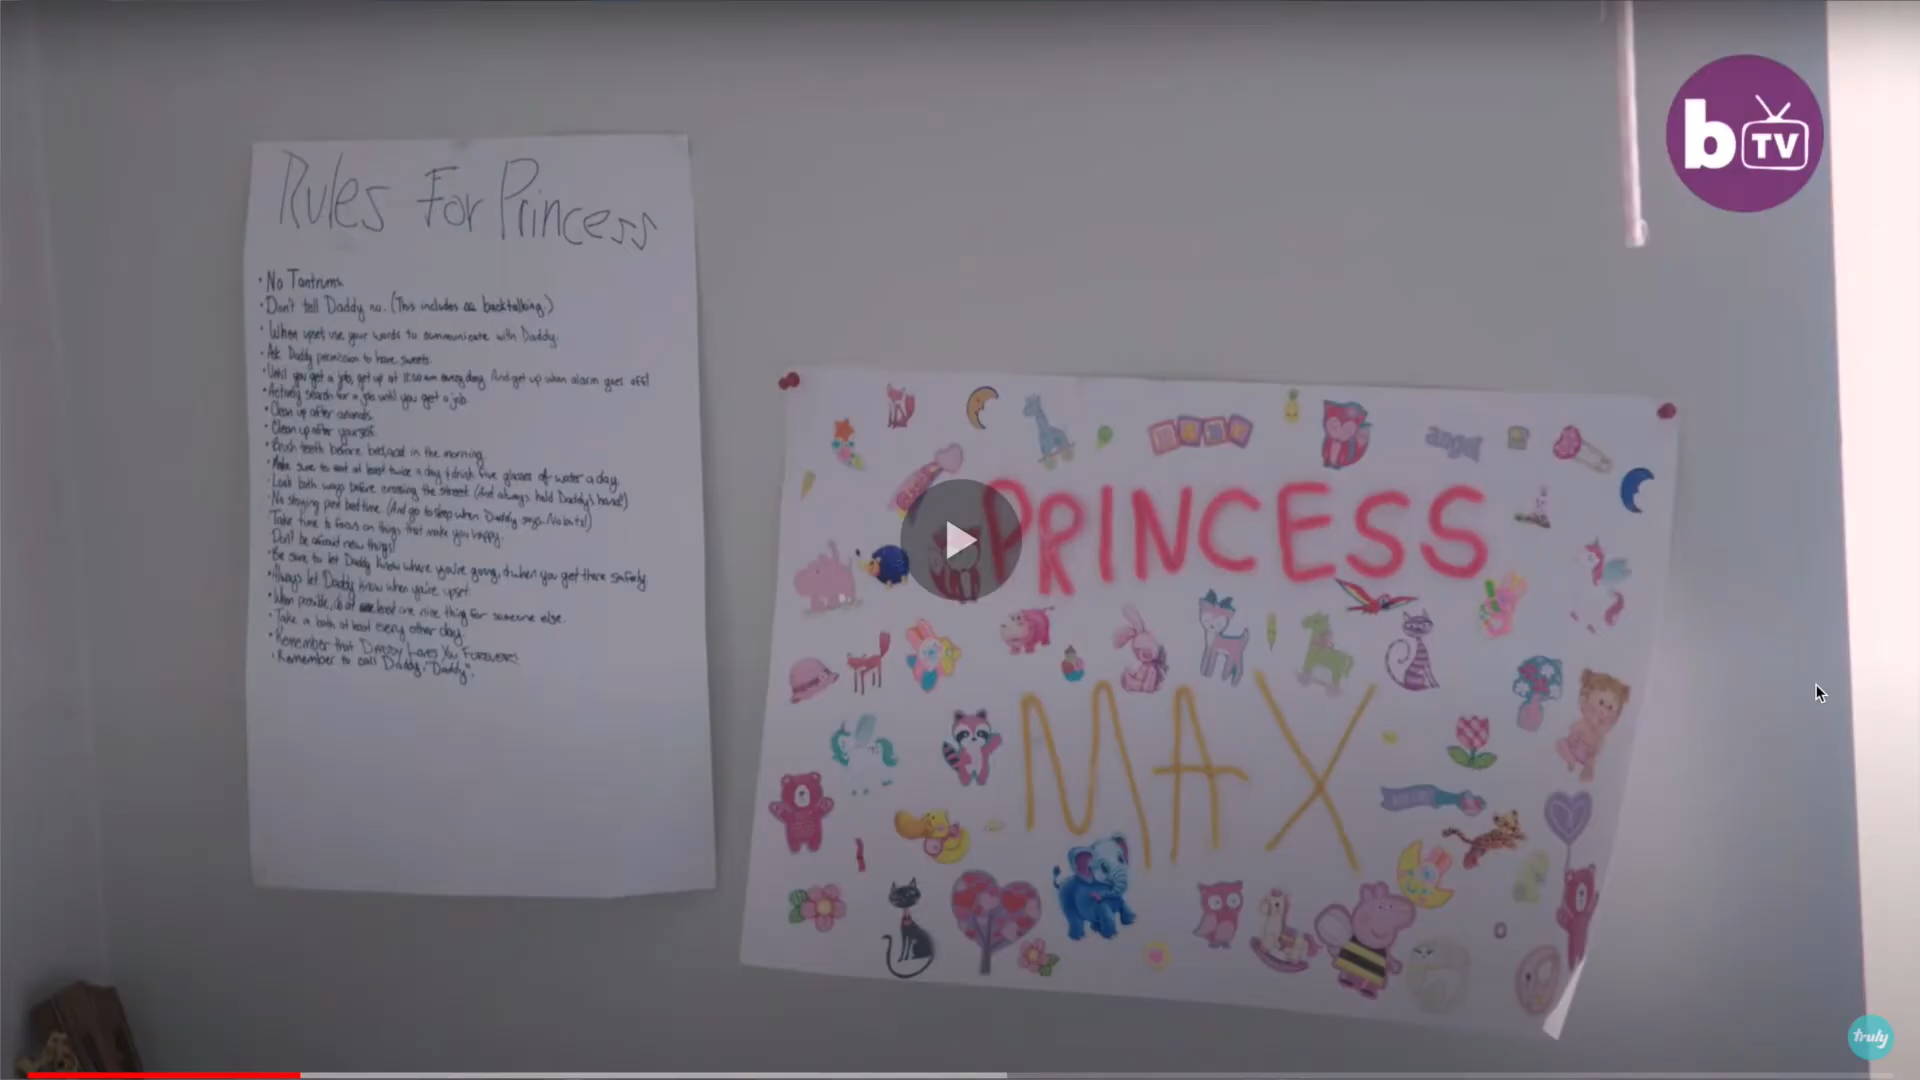 b TV
Rules For Princess
• No Tantrums.
• Don't tell Daddy no. (This includes backtalking.)
• When upset, use your words to communicate with Daddy.
• Ask Daddy permission to have sweets.
• Until you get a job, get up at every day. And get up when alarm goes off!
• Actively search for a job until you get a job.
• Clean up after animals.
• Clean up after yourself.
• Brush teeth before bed, and in the morning.
• Make sure to eat at least twice a day & drink five glasses of water a day.
• Look both ways before crossing the street. (And always hold Daddy's hand!)
• No staying past bedtime. (And go to sleep when Daddy says. No buts!)
• Take time to focus on things that make you happy.
• Don't be afraid new things!
• Be sure to let Daddy know where you're going, & when you get there safely
• Always let Daddy know when you're upset.
• When possible, do at least one nice thing for someone else.
• Take a bath at least every other day.
• Remember that DADDY LOVES YOU FOREVERS.
• Remember to call Daddy, "Daddy".
BABY
angel
PRINCESS
MAX
truly